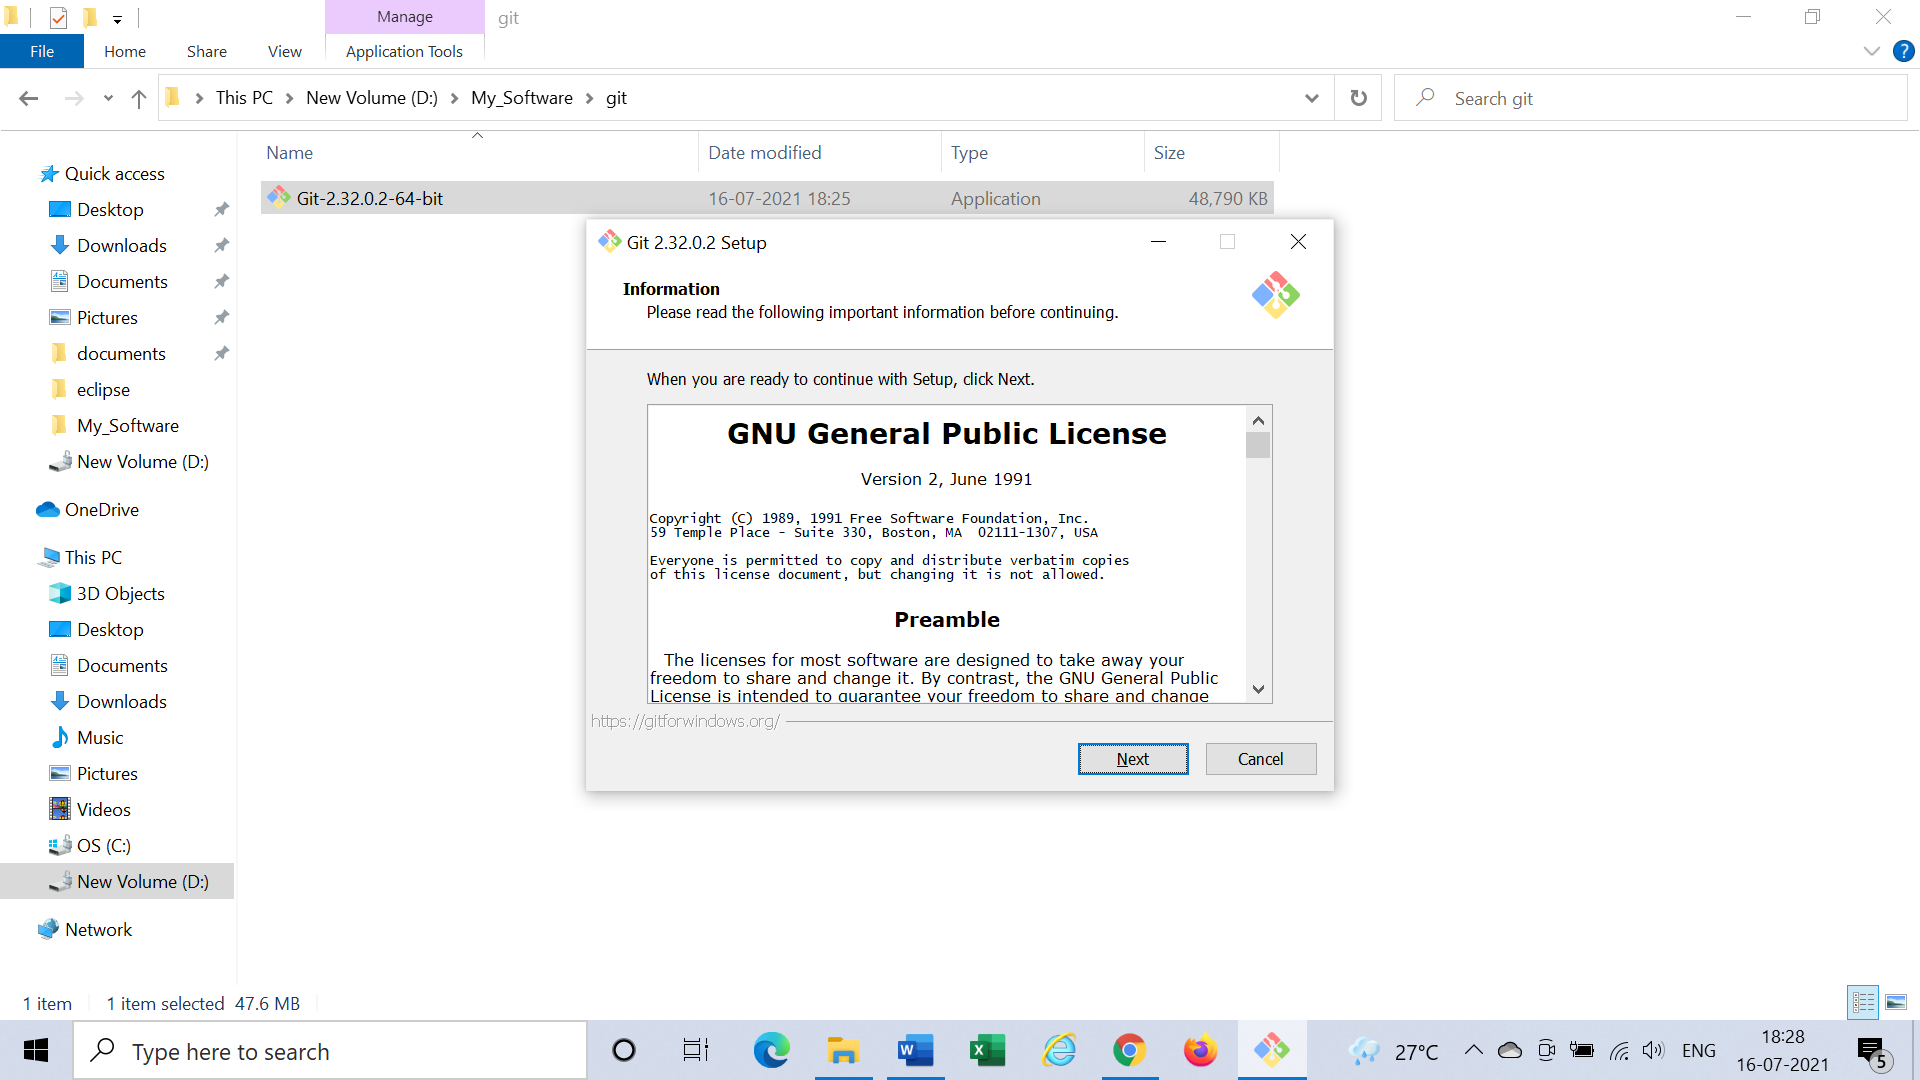 Manage
git
File
Home
Share
View
Application Tools
This PC
New Volume (D:)
My_Software
git
Search git
Name
Date modified
Type
Size
Git-2.32.0.2-64-bit
16-07-2021 18:25
Application
48,790 KB
Quick access
Desktop
Downloads
Documents
Pictures
documents
eclipse
My_Software
New Volume (D:)
OneDrive
This PC
3D Objects
Desktop
Documents
Downloads
Music
Pictures
Videos
OS (C:)
New Volume (D:)
Network
Git 2.32.0.2 Setup
Information
Please read the following important information before continuing.
When you are ready to continue with Setup, click Next.
GNU General Public License
Version 2, June 1991
Copyright (C) 1989, 1991 Free Software Foundation, Inc.
59 Temple Place - Suite 330, Boston, MA  02111-1307, USA
Everyone is permitted to copy and distribute verbatim copies
of this license document, but changing it is not allowed.
Preamble
The licenses for most software are designed to take away your
freedom to share and change it. By contrast, the GNU General Public
License is intended to guarantee your freedom to share and change
https://gitforwindows.org/
Next
Cancel
1 item
1 item selected
47.6 MB
Type here to search
27°C
ENG
18:28
16-07-2021
5